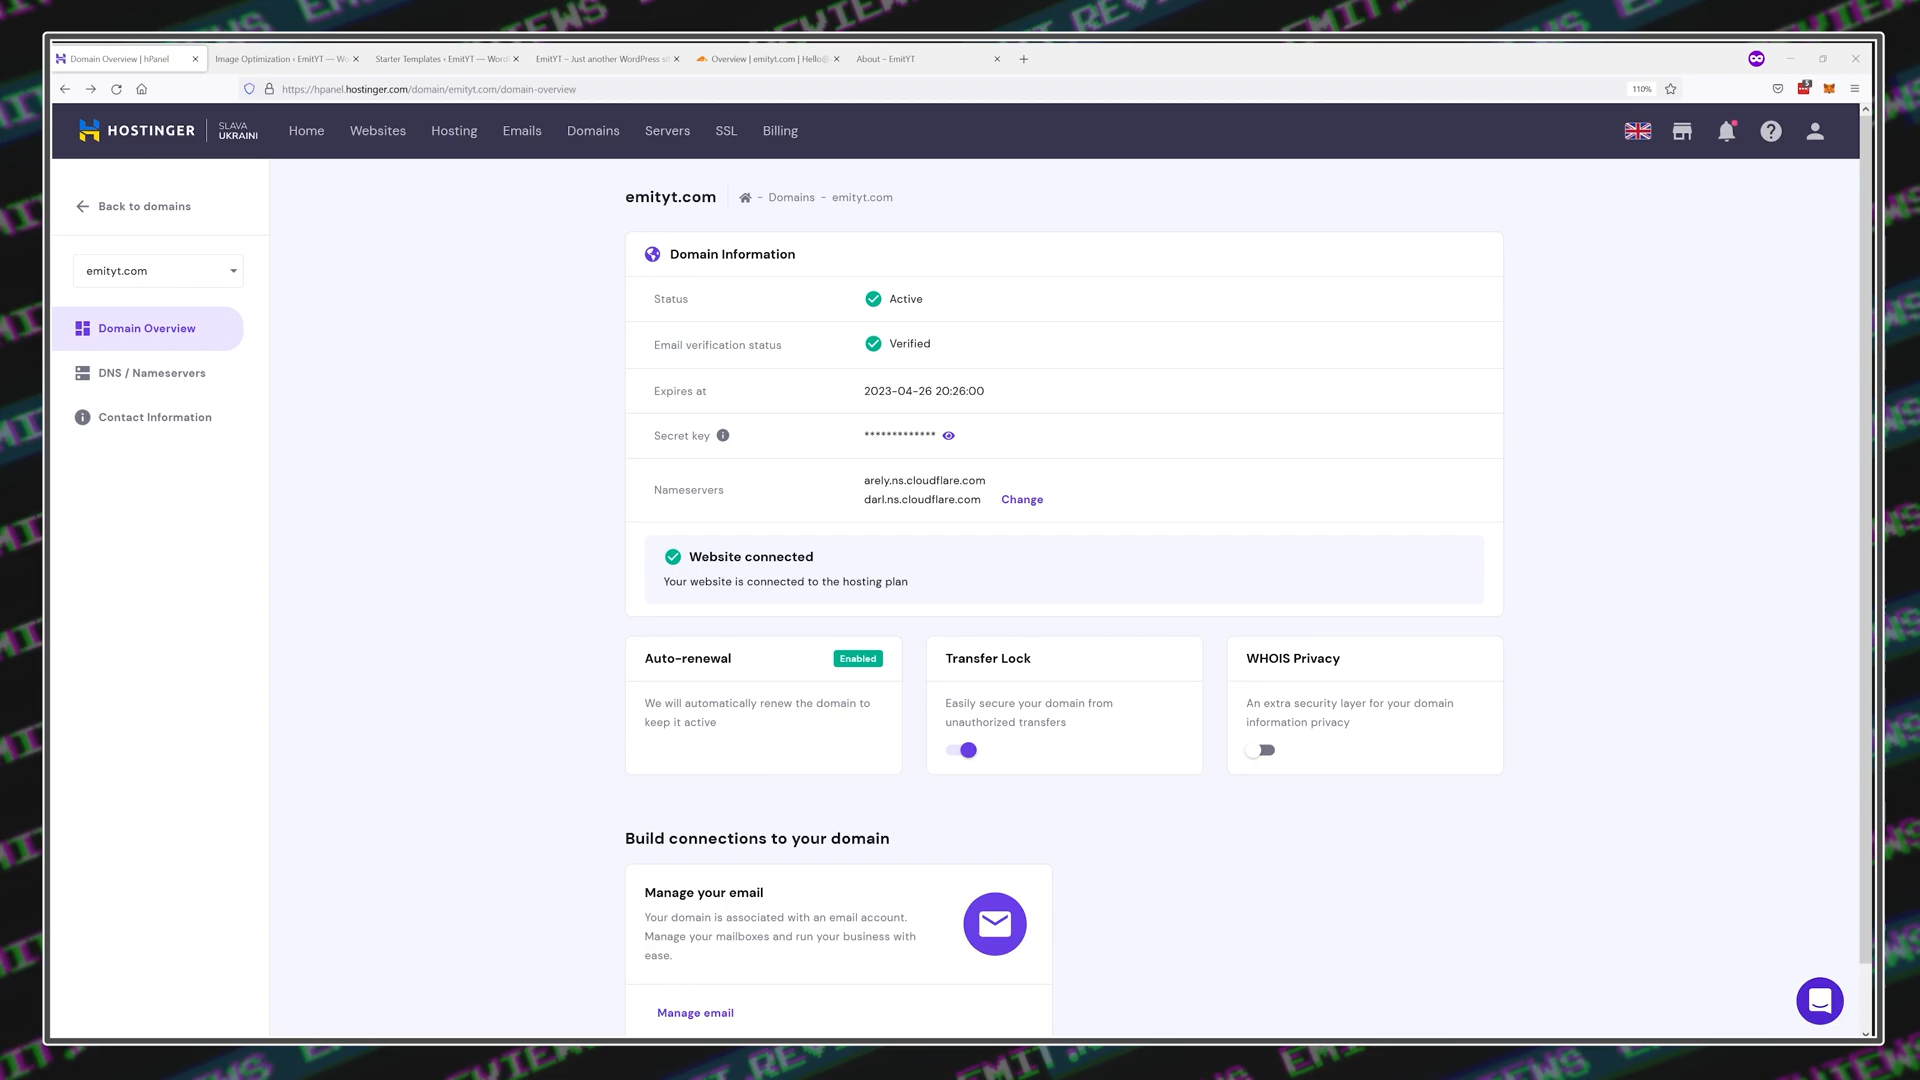 Domain Overview | hPanel
Image Optimization ‹ EmitYT — Wo
Starter Templates ‹ EmitYT — Word
EmitYT – Just another WordPress si
Overview | emityt.com | Hello@
About – EmitYT
https://hpanel.hostinger.com/domain/emityt.com/domain-overview
110%
HOSTINGER
SLAVA
UKRAINI
Home
Websites
Hosting
Emails
Domains
Servers
SSL
Billing
Back to domains
emityt.com
Domain Overview
DNS / Nameservers
Contact Information
emityt.com
- Domains - emityt.com
Domain Information
Status
Active
Email verification status
Verified
Expires at
2023-04-26 20:26:00
Secret key
*************
Nameservers
arely.ns.cloudflare.com
darl.ns.cloudflare.com
Change
Website connected
Your website is connected to the hosting plan
Auto-renewal
Enabled
We will automatically renew the domain to
keep it active
Transfer Lock
Easily secure your domain from
unauthorized transfers
WHOIS Privacy
An extra security layer for your domain
information privacy
Build connections to your domain
Manage your email
Your domain is associated with an email account.
Manage your mailboxes and run your business with
ease.
Manage email